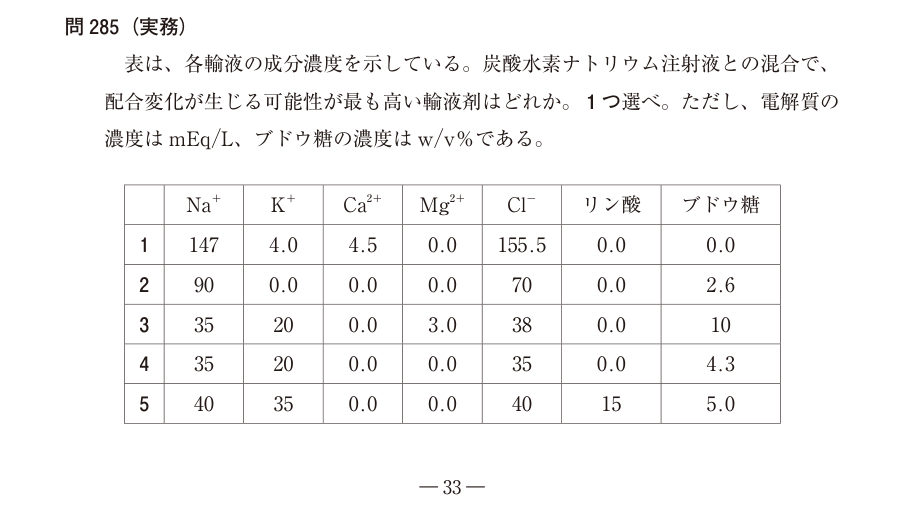 問 285（実務）
表は、各輸液の成分濃度を示している。炭酸水素ナトリウム注射液との混合で、
配合変化が生じる可能性が最も高い輸液剤はどれか。1つ選べ。ただし、電解質の
濃度は mEq/L、ブドウ糖の濃度は w/v％である。
Na⁺ K⁺ Ca²⁺ Mg²⁺ Cl⁻ リン酸 ブドウ糖
1 147 4.0 4.5 0.0 155.5 0.0 0.0
2 90 0.0 0.0 0.0 70 0.0 2.6
3 35 20 0.0 3.0 38 0.0 10
4 35 20 0.0 0.0 35 0.0 4.3
5 40 35 0.0 0.0 40 15 5.0
― 33 ―